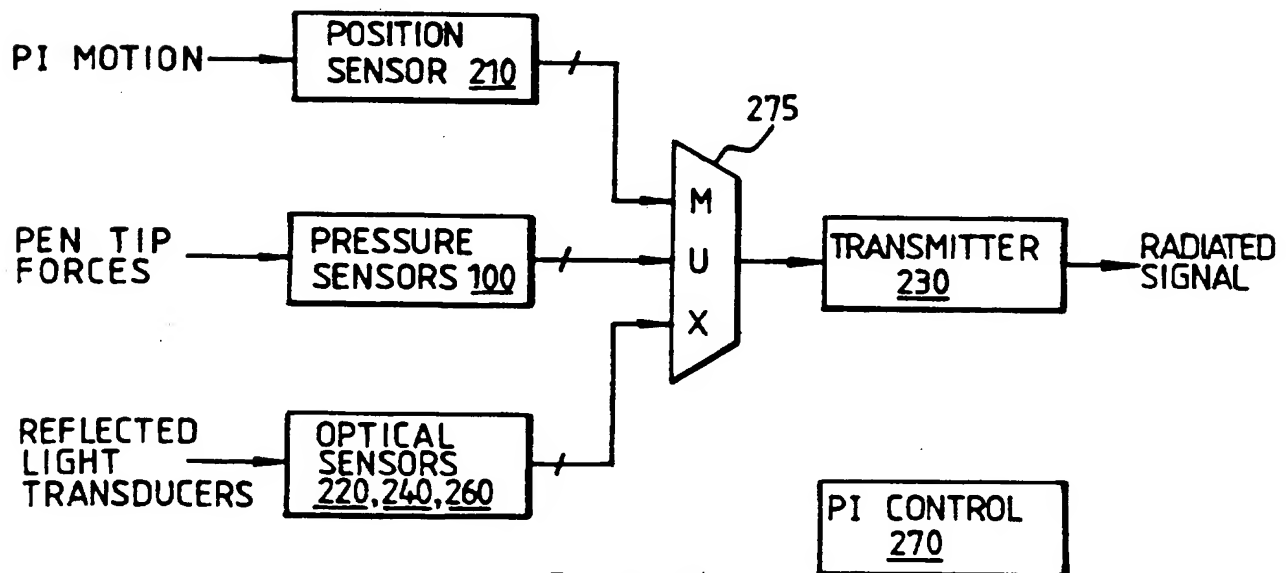 PI MOTION
POSITION
SENSOR 210
275
PEN TIP
FORCES
PRESSURE
SENSORS 100
M
U
X
TRANSMITTER
230
RADIATED
SIGNAL
REFLECTED
LIGHT
TRANSDUCERS
OPTICAL
SENSORS
220, 240, 260
PI CONTROL
270